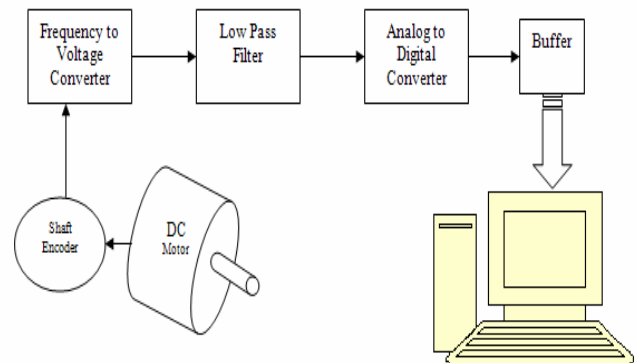 Frequency to
Voltage
Converter
Low Pass
Filter
Analog to
Digital
Converter
Buffer
Shaft
Encoder
DC
Motor